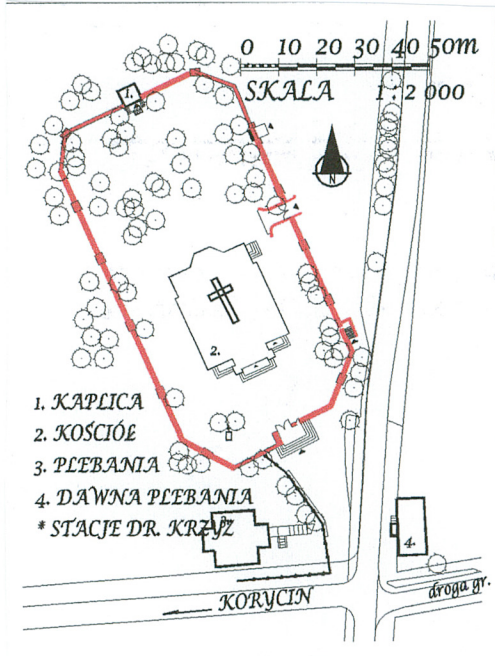 0 10 20 30 40 50m
SKALA 1 : 2 000
1.
N
2.
1. KAPLICA
2. KOŚCIÓŁ
3. PLEBANIA
4. DAWNA PLEBANIA
* STACJE DR. KRZYŻ
4.
KORYCIN
droga gr.